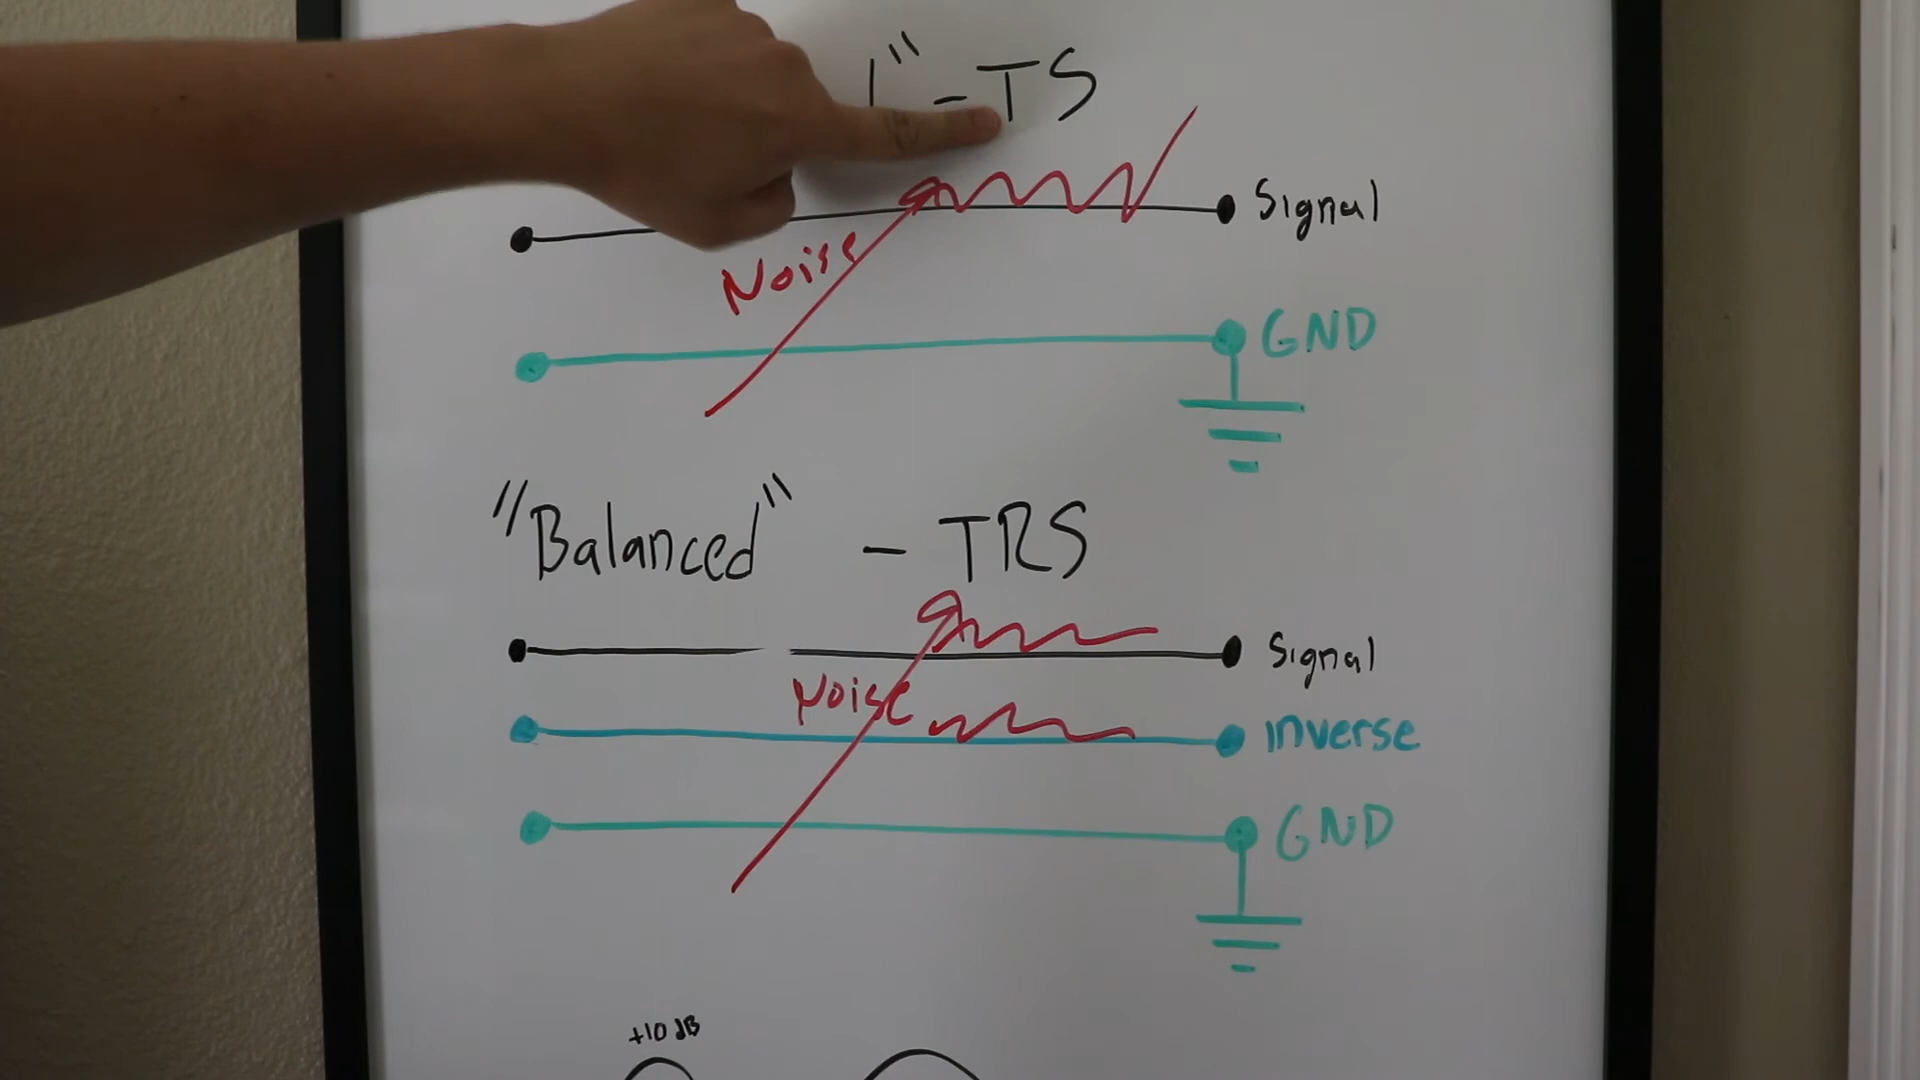 " - TS
Signal
Noise
GND
"Balanced" - TRS
Signal
Noise
inverse
GND
+10 dB